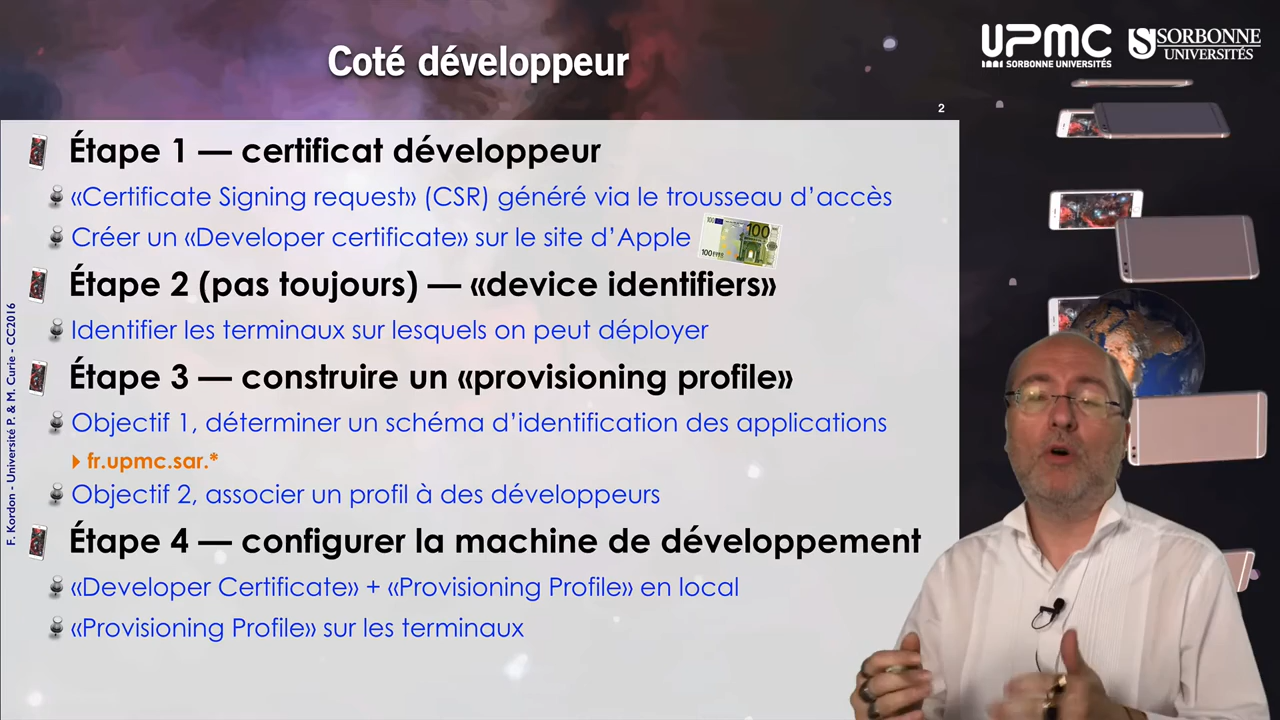 Coté développeur
UPMC
SORBONNE UNIVERSITÉS
SORBONNE
UNIVERSITÉS
2
Étape 1 — certificat développeur
«Certificate Signing request» (CSR) généré via le trousseau d’accès
Créer un «Developer certificate» sur le site d’Apple
100
100
Étape 2 (pas toujours) — «device identifiers»
Identifier les terminaux sur lesquels on peut déployer
Étape 3 — construire un «provisioning profile»
Objectif 1, déterminer un schéma d’identification des applications
fr.upmc.sar.*
Objectif 2, associer un profil à des développeurs
Étape 4 — configurer la machine de développement
«Developer Certificate» + «Provisioning Profile» en local
«Provisioning Profile» sur les terminaux
F. Kordon - Université P. & M. Curie - CC2016